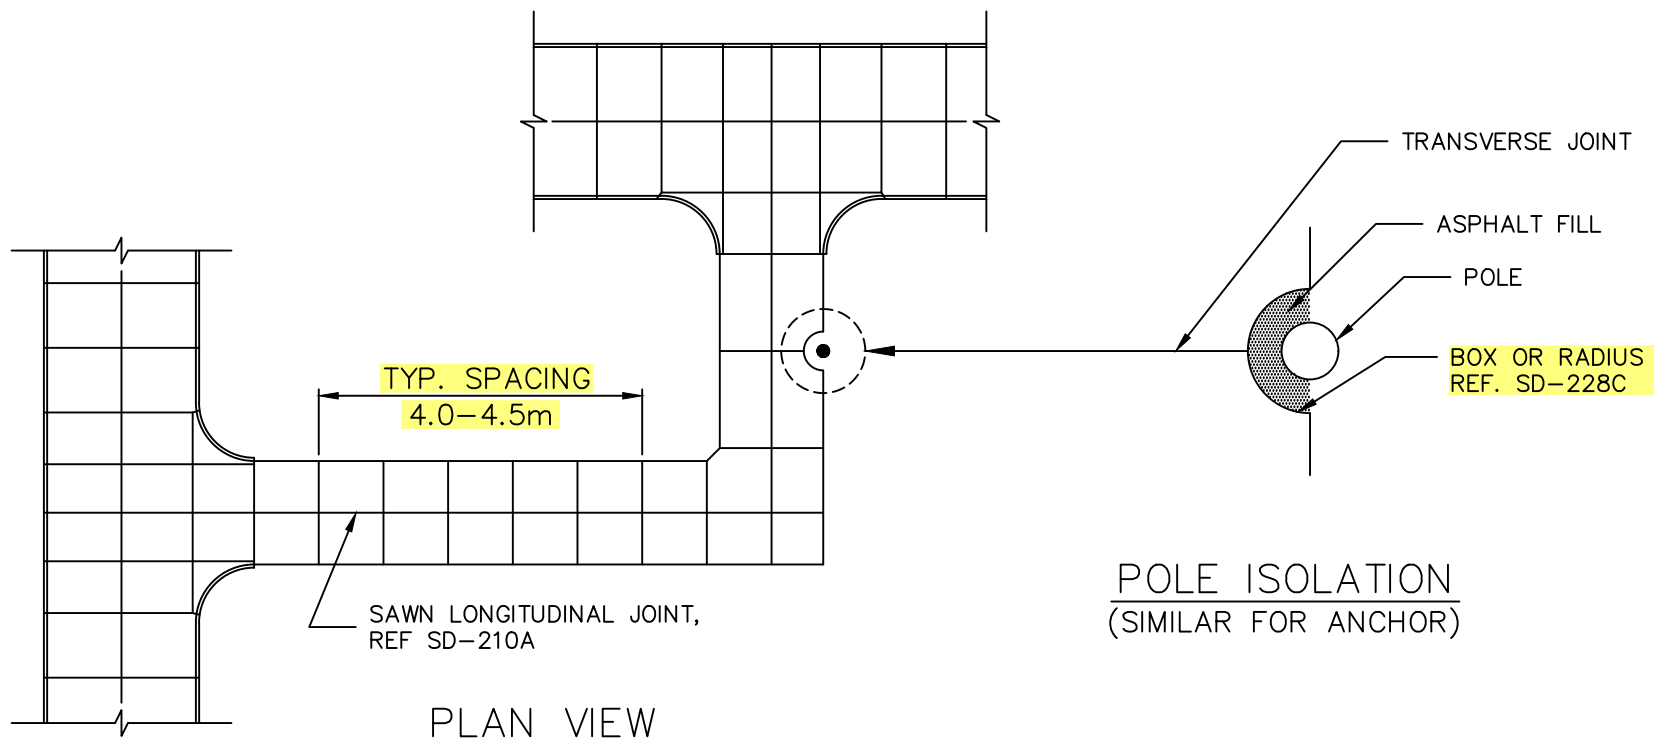 TRANSVERSE JOINT
ASPHALT FILL
POLE
BOX OR RADIUS
REF. SD-228C
TYP. SPACING
4.0-4.5m
SAWN LONGITUDINAL JOINT,
REF SD-210A
POLE ISOLATION
(SIMILAR FOR ANCHOR)
PLAN VIEW